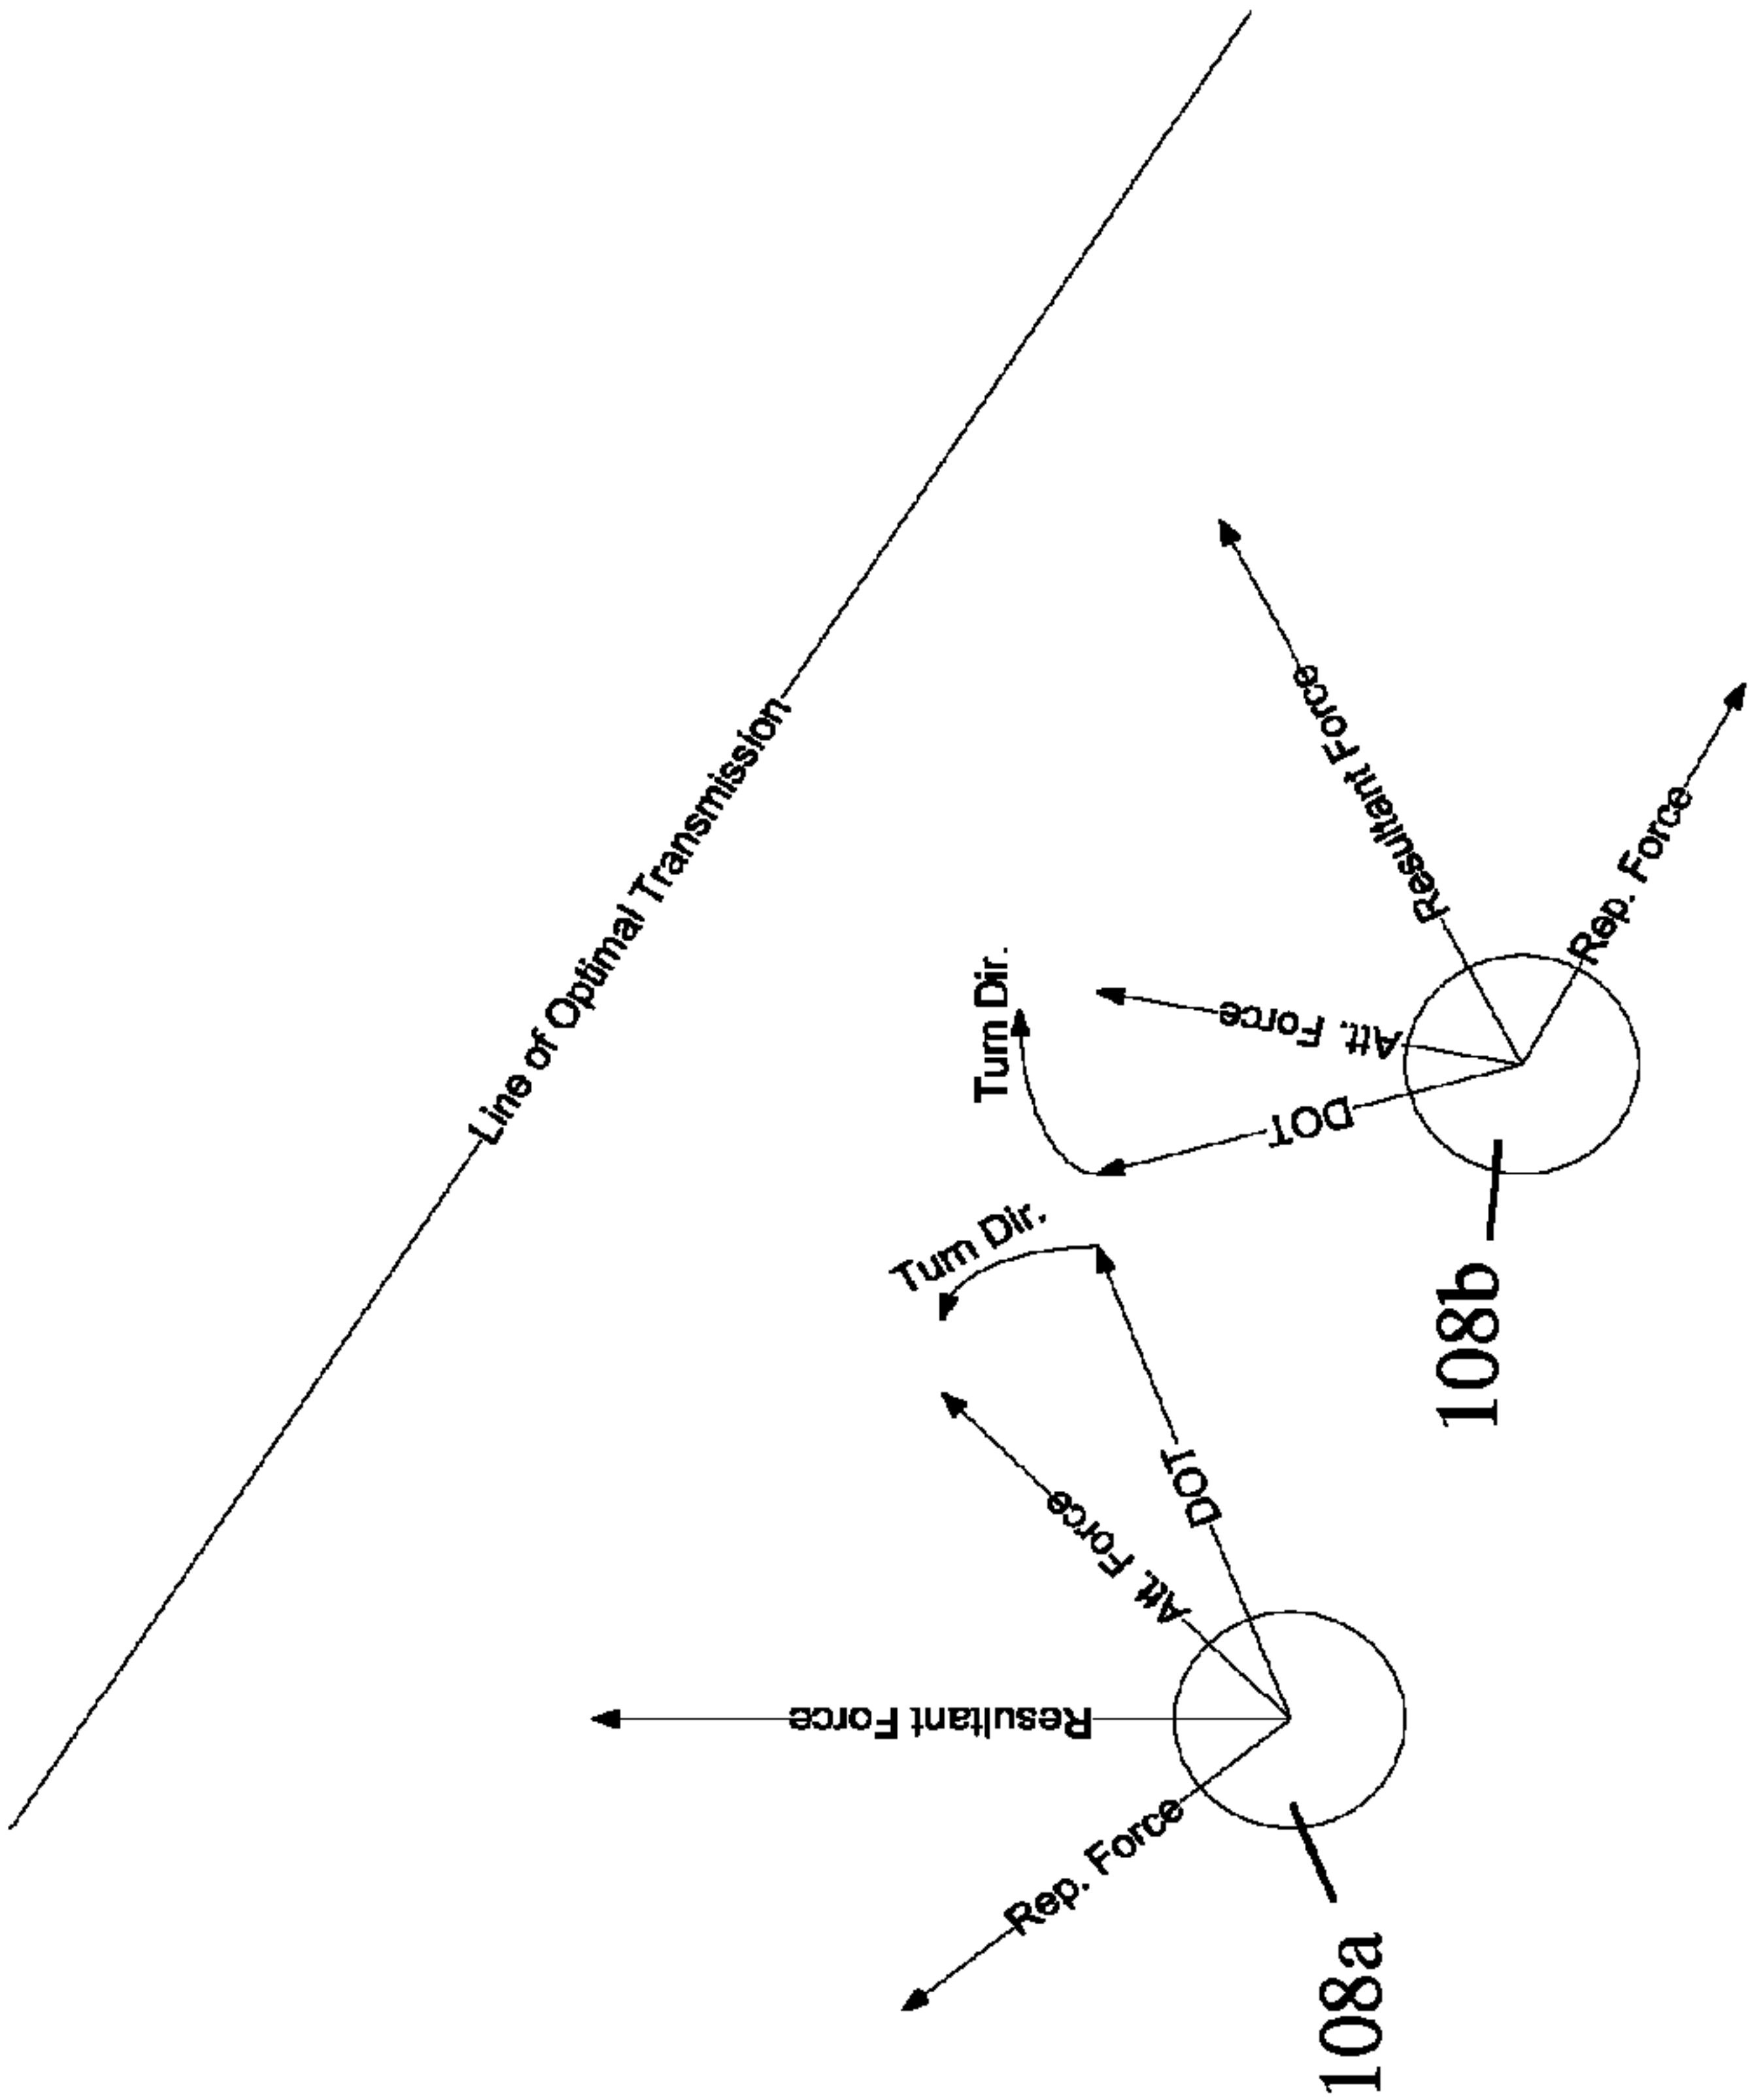 Line of Optimal Transmission
Turn Dir.
Turn Dir.
Rep. Force
Resultant Force
Att. Force
DOT
DOT
Att. Force
Resultant Force
Rep. Force
108a
108b